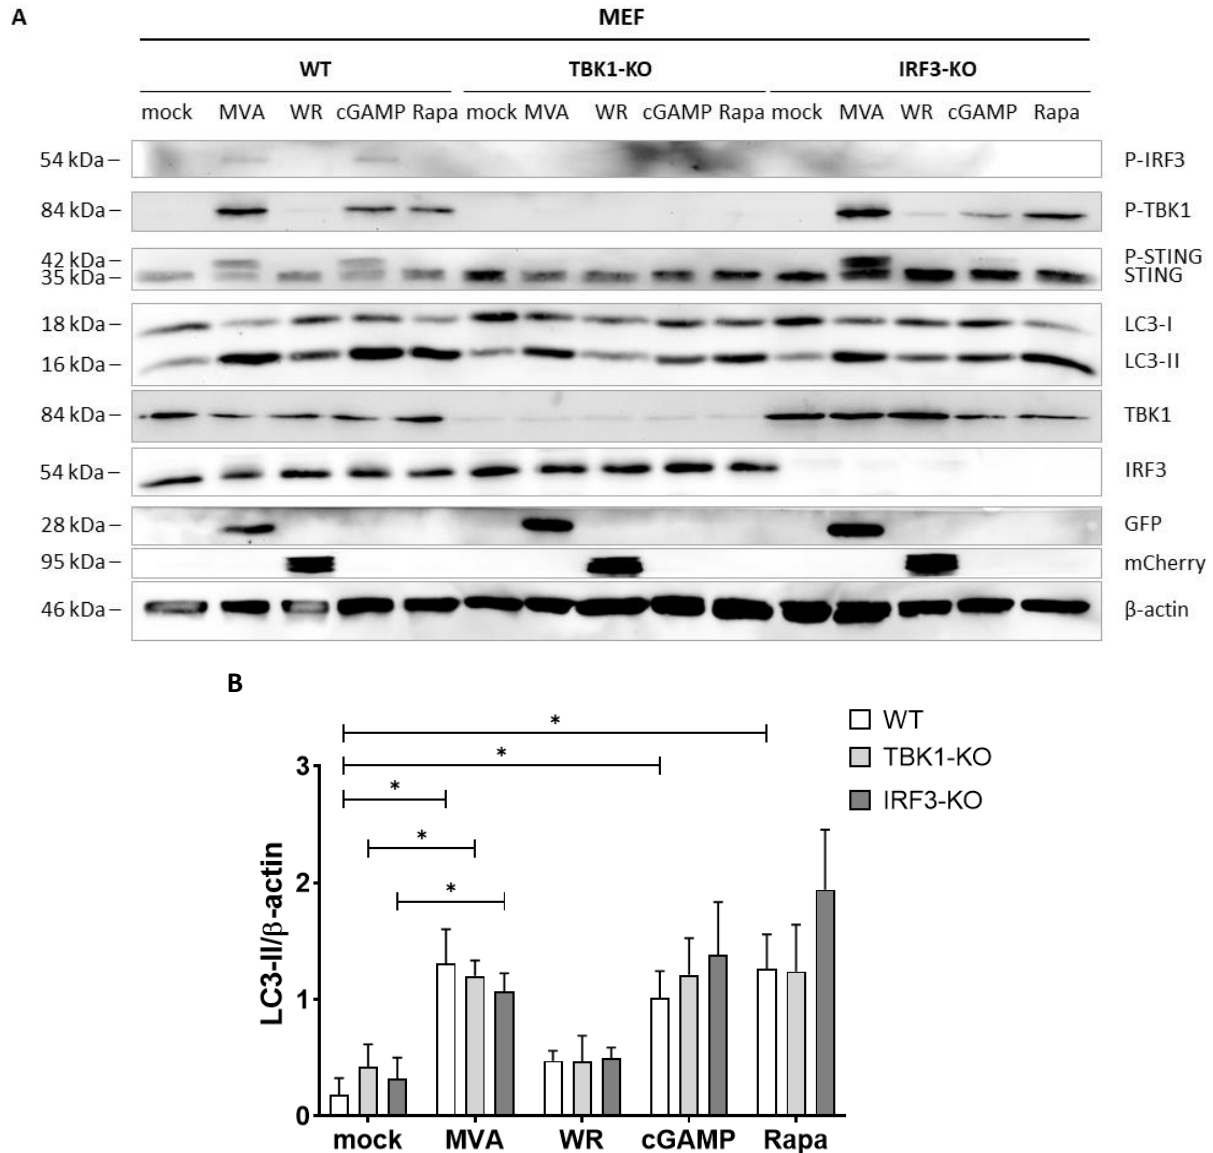 A
MEF
WT TBK1-KO IRF3-KO
mock MVA WR cGAMP Rapa mock MVA WR cGAMP Rapa mock MVA WR cGAMP Rapa
54 kDa – P-IRF3
84 kDa – P-TBK1
42 kDa – P-STING
35 kDa – STING
18 kDa – LC3-I
16 kDa – LC3-II
84 kDa – TBK1
54 kDa – IRF3
28 kDa – GFP
95 kDa – mCherry
46 kDa – β-actin
B
WT
TBK1-KO
IRF3-KO
*
*
*
*
*
LC3-II/β-actin
3
2
1
0
mock MVA WR cGAMP Rapa